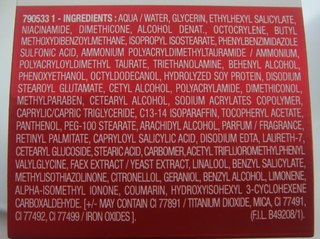 790533 1 - INGREDIENTS: AQUA / WATER, GLYCERIN, ETHYLHEXYL SALICYLATE,
NIACINAMIDE, DIMETHICONE, ALCOHOL DENAT., OCTOCRYLENE, BUTYL
METHOXYDIBENZOYLMETHANE, ISOPROPYL ISOSTEARATE, PHENYLBENZIMIDAZOLE
SULFONIC ACID, AMMONIUM POLYACRYLDIMETHYLTAURAMIDE / AMMONIUM
POLYACRYLOYLDIMETHYL TAURATE, TRIETHANOLAMINE, BEHENYL ALCOHOL,
PHENOXYETHANOL, OCTYLDODECANOL, HYDROLYZED SOY PROTEIN, DISODIUM
STEAROYL GLUTAMATE, CETYL ALCOHOL, POLYACRYLAMIDE, DIMETHICONOL,
METHYLPARABEN, CETEARYL ALCOHOL, SODIUM ACRYLATES COPOLYMER,
CAPRYLIC/CAPRIC TRIGLYCERIDE, C13-14 ISOPARAFFIN, TOCOPHERYL ACETATE,
PANTHENOL, PEG-100 STEARATE, ARACHIDYL ALCOHOL, PARFUM / FRAGRANCE,
RETINYL PALMITATE, CAPRYLOYL SALICYLIC ACID, DISODIUM EDTA, LAURETH-7,
CETEARYL GLUCOSIDE, STEARIC ACID, CARBOMER, ACETYL TRIFLUOROMETHYLPHENYL
VALYLGLYCINE, FAEX EXTRACT / YEAST EXTRACT, LINALOOL, BENZYL SALICYLATE,
METHYLISOTHIAZOLINONE, CITRONELLOL, GERANIOL, BENZYL ALCOHOL, LIMONENE,
ALPHA-ISOMETHYL IONONE, COUMARIN, HYDROXYISOHEXYL 3-CYCLOHEXENE
CARBOXALDEHYDE. [+/- MAY CONTAIN CI 77891 / TITANIUM DIOXIDE, MICA, CI 77491,
CI 77492, CI 77499 / IRON OXIDES ]. (F.I.L. B49208/1).